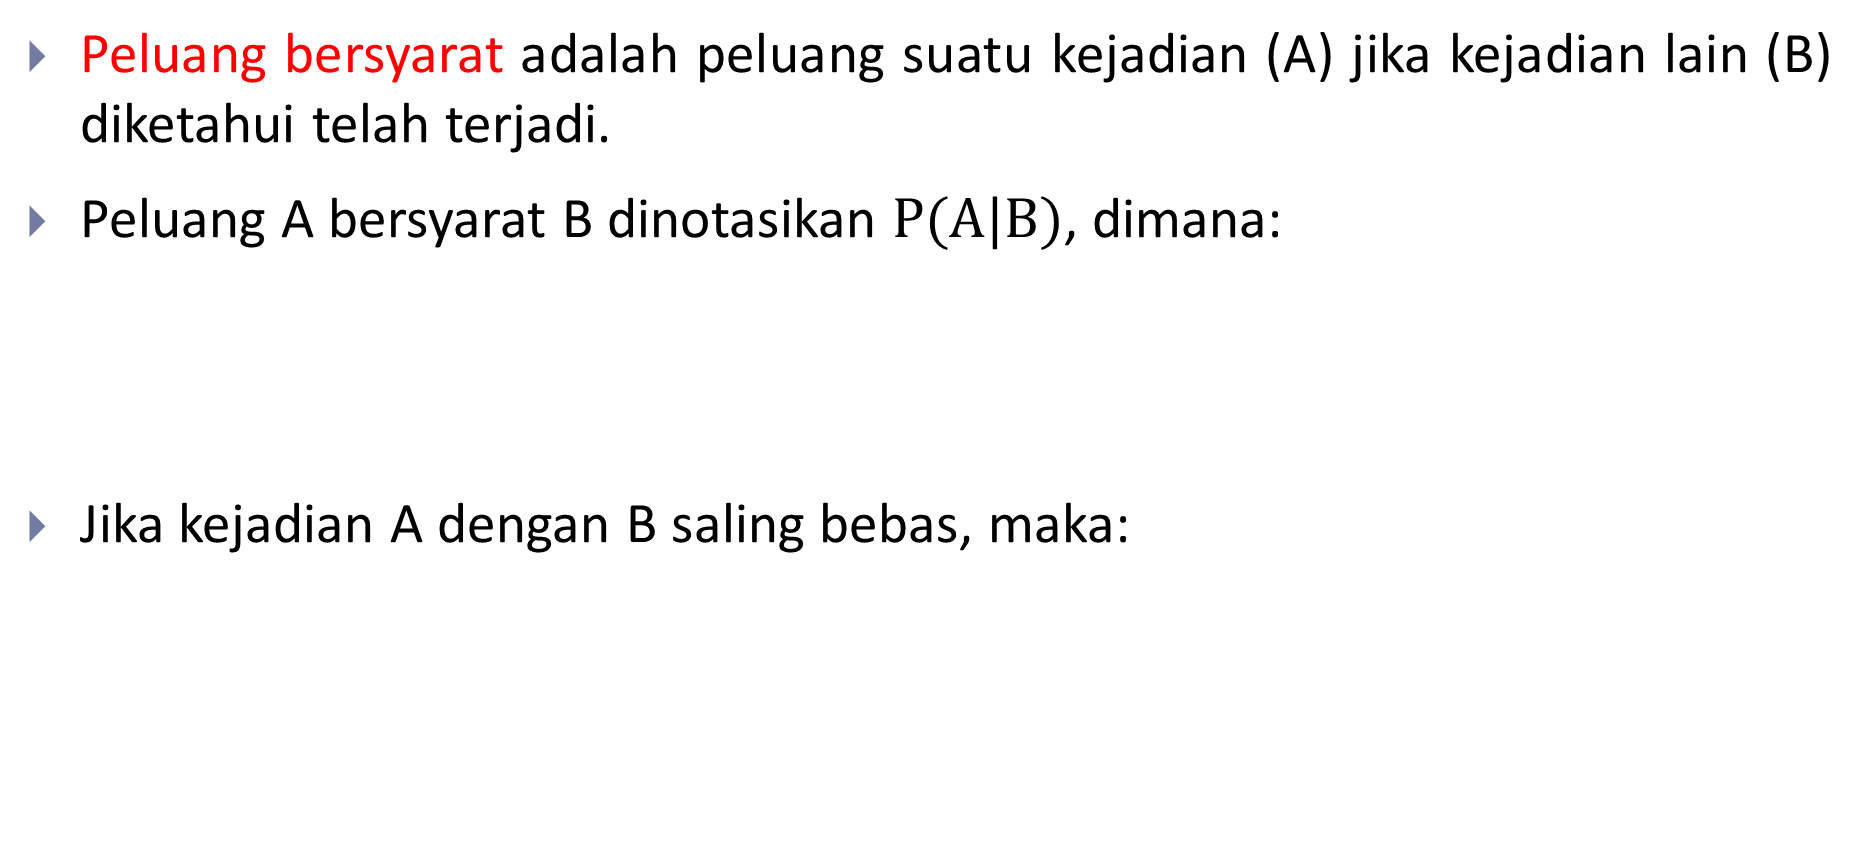 Peluang bersyarat adalah peluang suatu kejadian (A) jika kejadian lain (B)
diketahui telah terjadi.
Peluang A bersyarat B dinotasikan P(A|B), dimana:
Jika kejadian A dengan B saling bebas, maka: